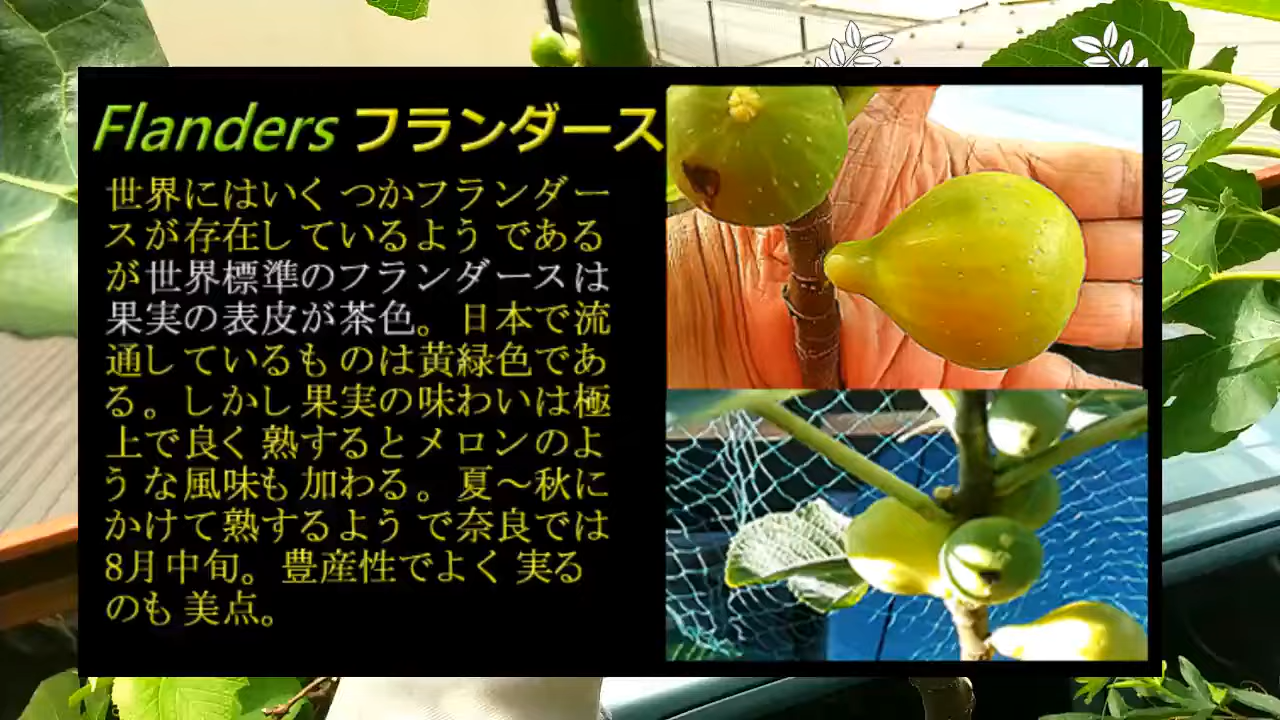 Flanders フランダース
世界にはいくつかフランダー
スが存在しているようである
が世界標準のフランダースは
果実の表皮が茶色。日本で流
通しているものは黄緑色であ
る。しかし果実の味わいは極
上で良く熟するとメロンのよ
うな風味も加わる。夏～秋に
かけて熟するようで奈良では
8月中旬。豊産性でよく実る
のも美点。